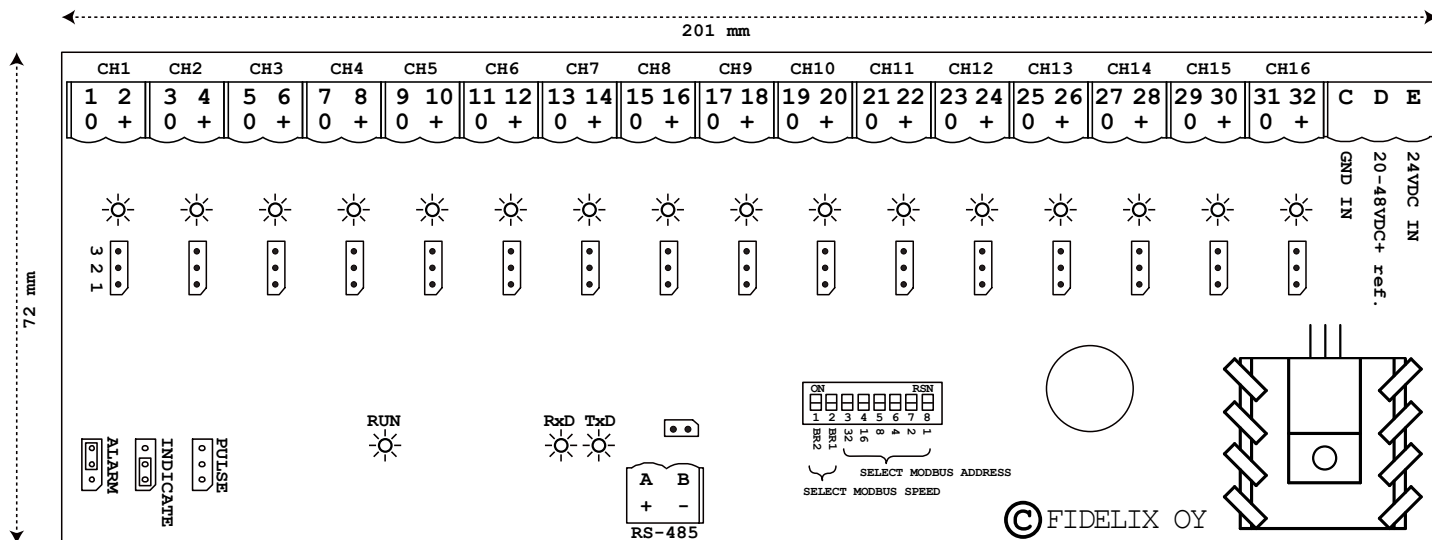 201 mm
72 mm
CH1 CH2 CH3 CH4 CH5 CH6 CH7 CH8 CH9 CH10 CH11 CH12 CH13 CH14 CH15 CH16
1 2 3 4 5 6 7 8 9 10 11 12 13 14 15 16 17 18 19 20 21 22 23 24 25 26 27 28 29 30 31 32 C D E
0 + 0 + 0 + 0 + 0 + 0 + 0 + 0 + 0 + 0 + 0 + 0 + 0 + 0 + 0 + 0 +
GND IN
20-48VDC+ ref.
24VDC IN
3 2 1
ALARM
INDICATE
PULSE
RUN
RxD TxD
A B
+ -
RS-485
ON RSN
1 2 3 4 5 6 7 8
BR2 BR1 32 16 8 4 2 1
SELECT MODBUS ADDRESS
SELECT MODBUS SPEED
© FIDELIX OY